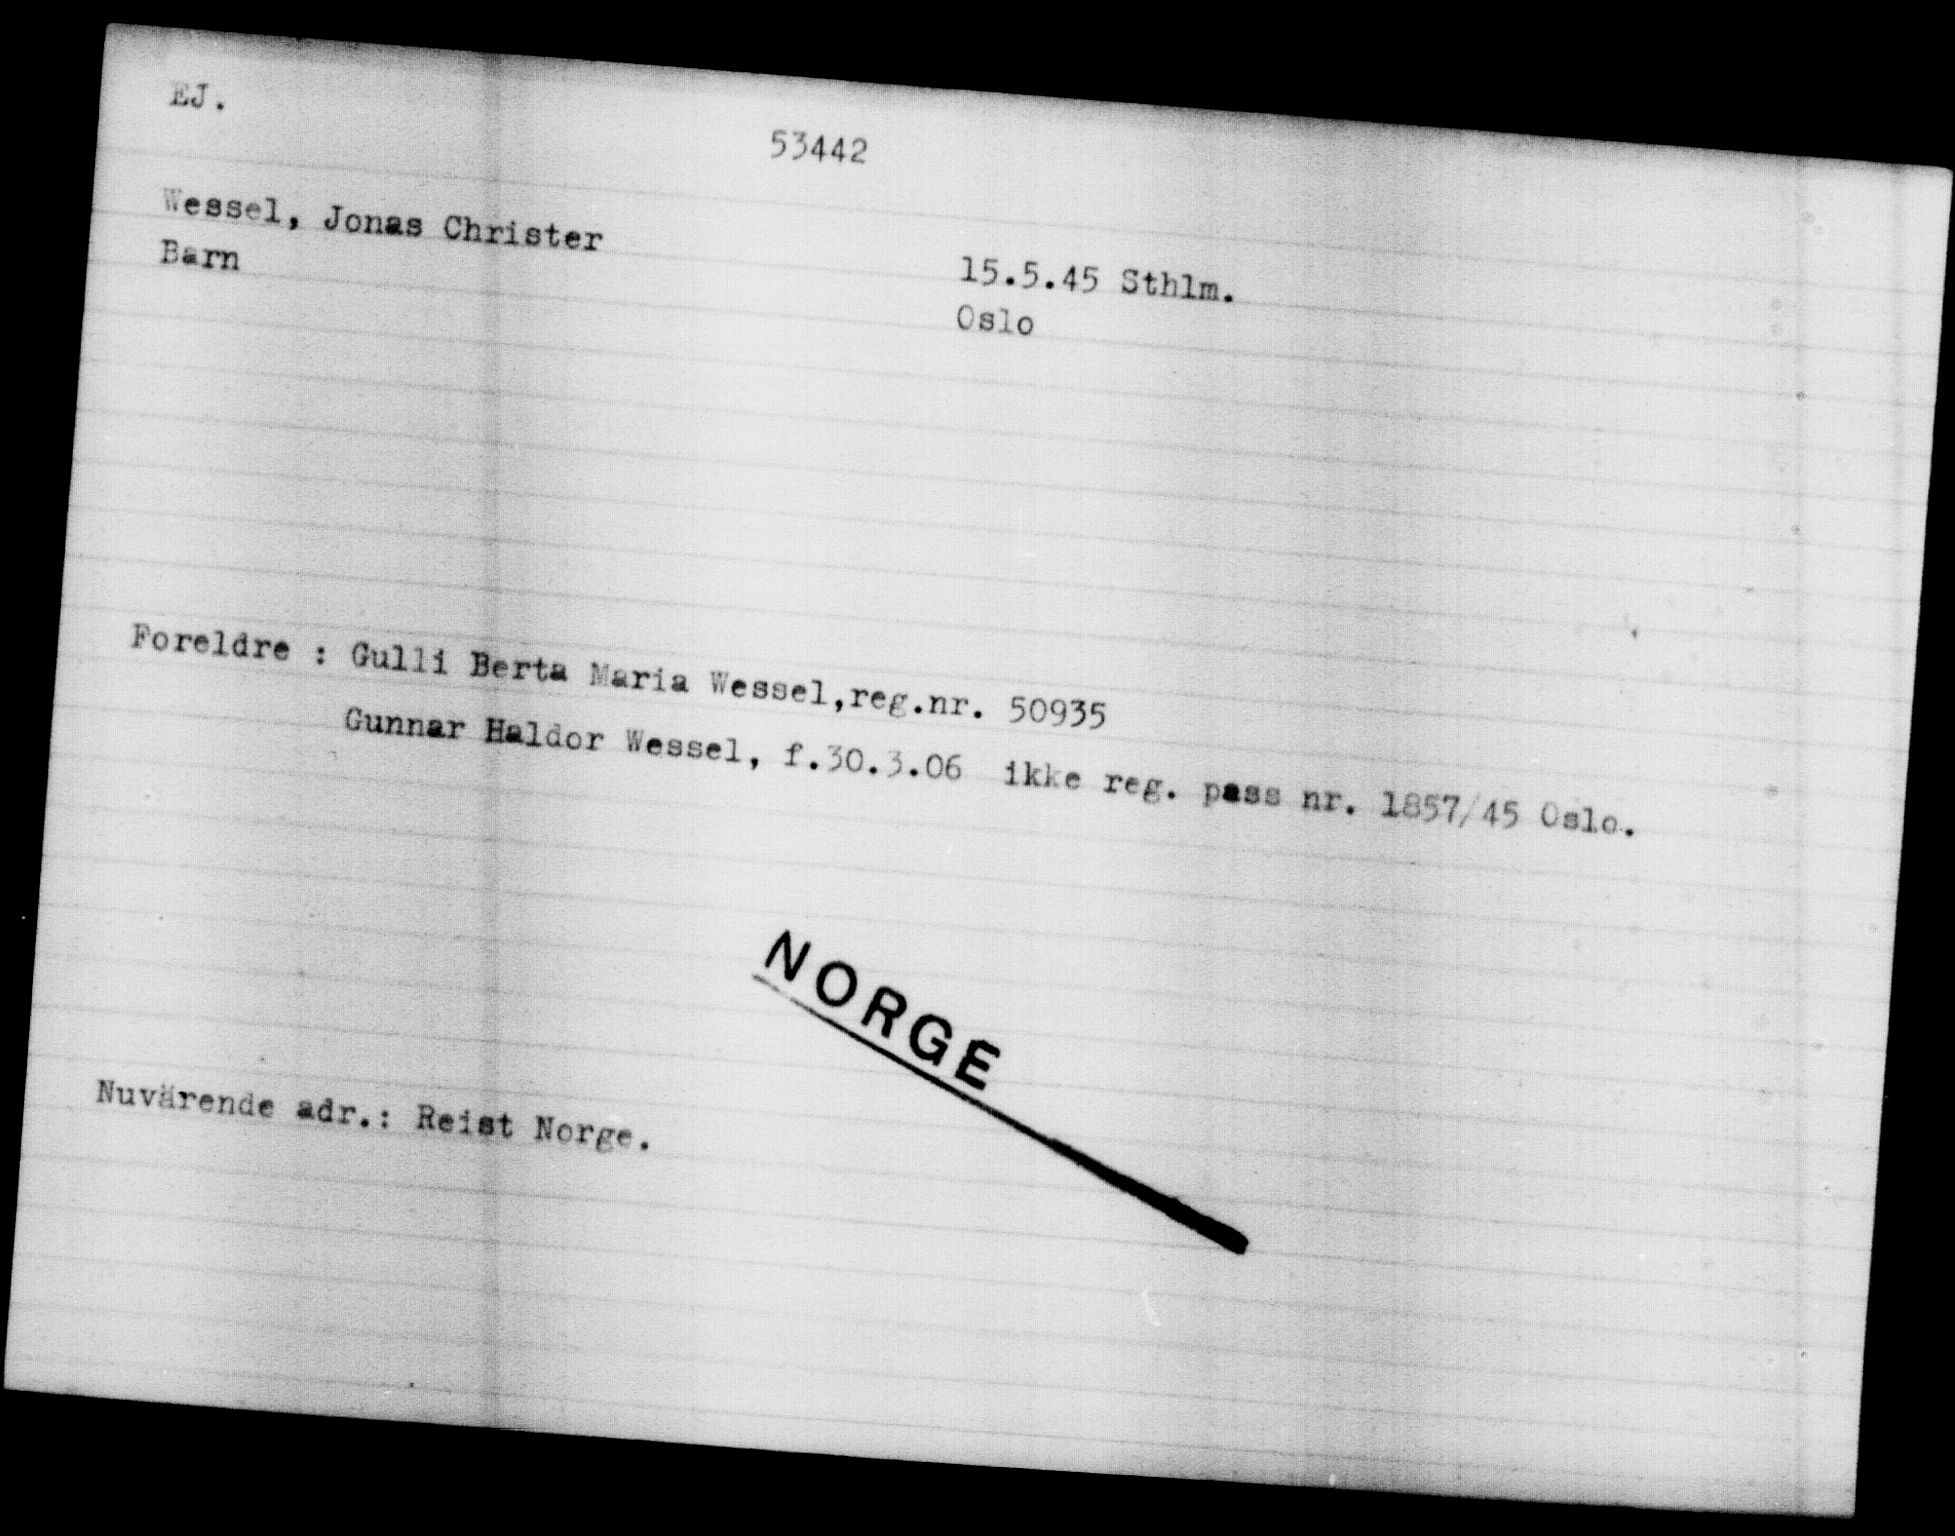 EJ.
53442
Wessel, Jonas Christer
Barn
15.5.45 Sthlm.
Oslo
Foreldre : Gulli Berta Maria Wessel,reg.nr. 50935
Gunnar Haldor Wessel, f.30.3.06 ikke reg. pass nr. 1857/45 Oslo.
NORGE
Nuvärende adr.: Reist Norge.